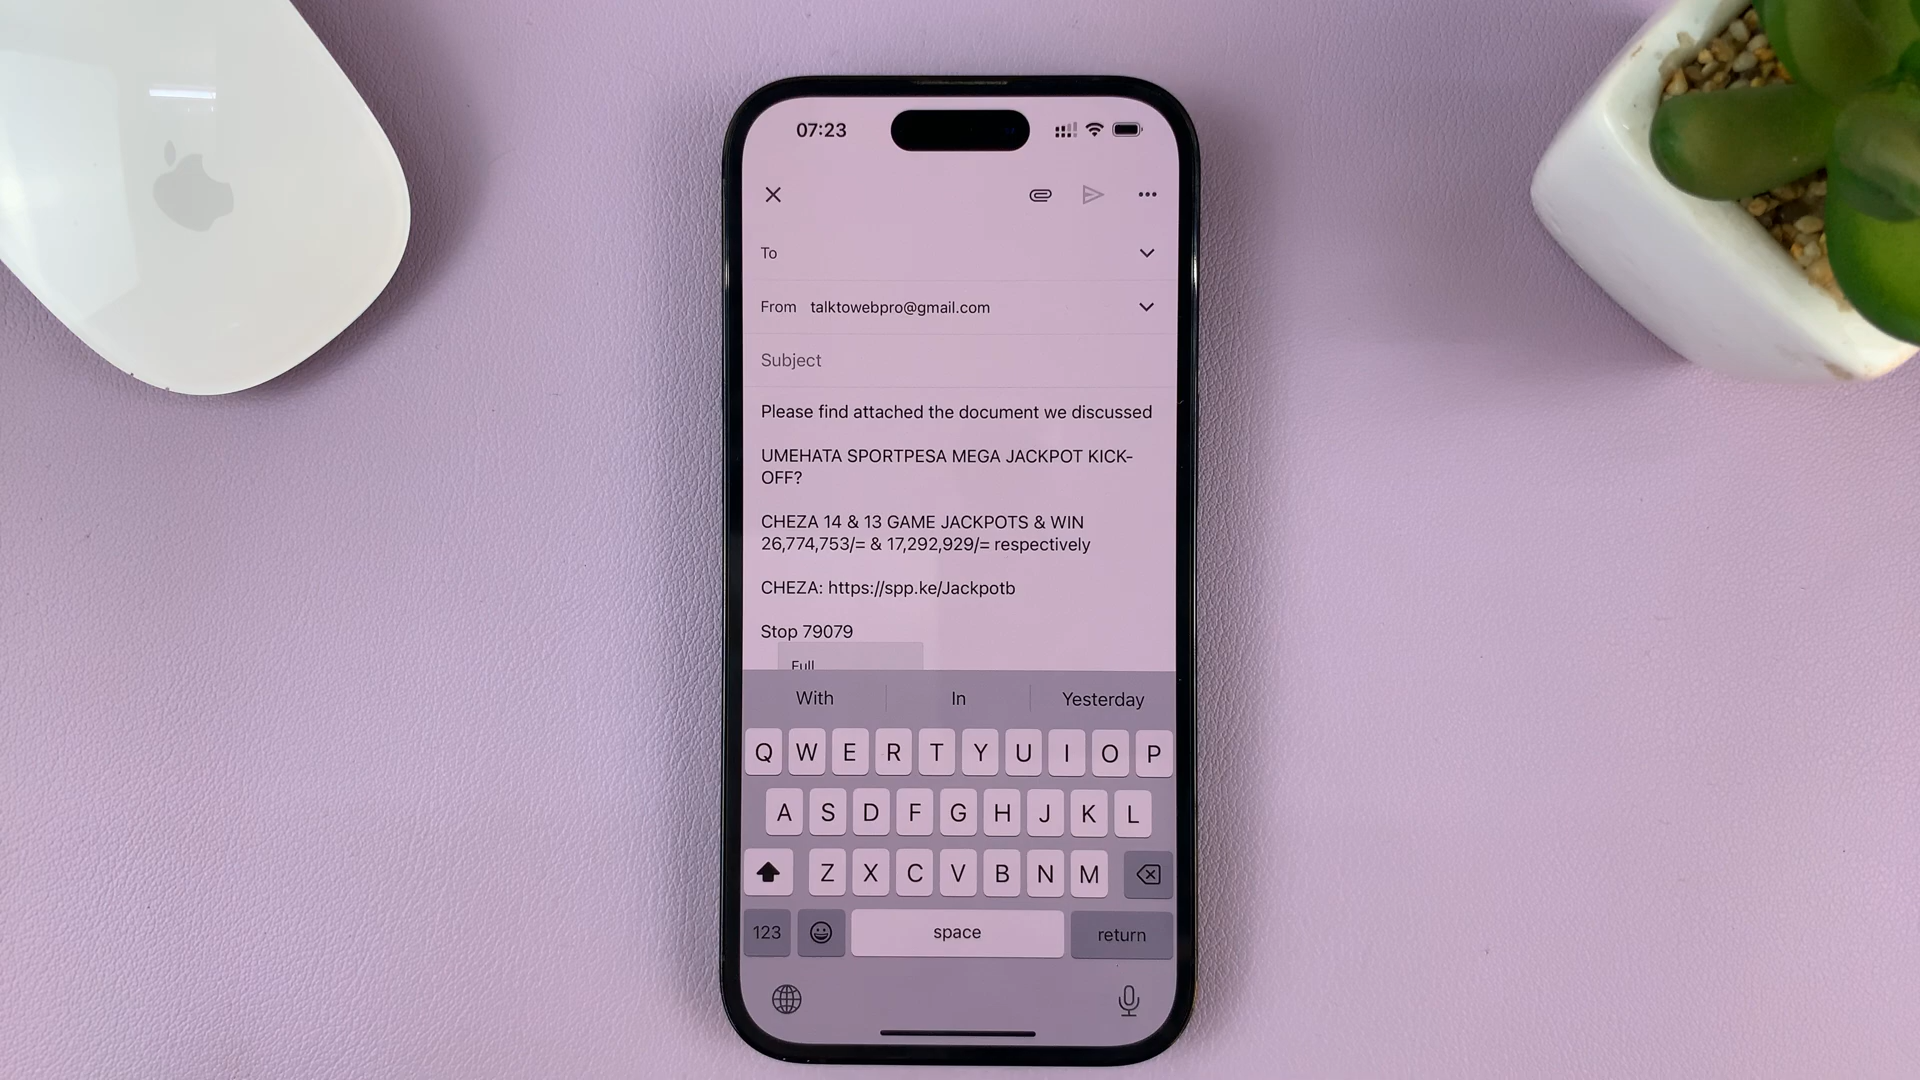 07:23
To
From talktowebpro@gmail.com
Subject
Please find attached the document we discussed
UMEHATA SPORTPESA MEGA JACKPOT KICK-
OFF?
CHEZA 14 & 13 GAME JACKPOTS & WIN
26,774,753/= & 17,292,929/= respectively
CHEZA: https://spp.ke/Jackpotb
Stop 79079
Full
With In Yesterday
Q W E R T Y U I O P
A S D F G H J K L
Z X C V B N M
123 space return